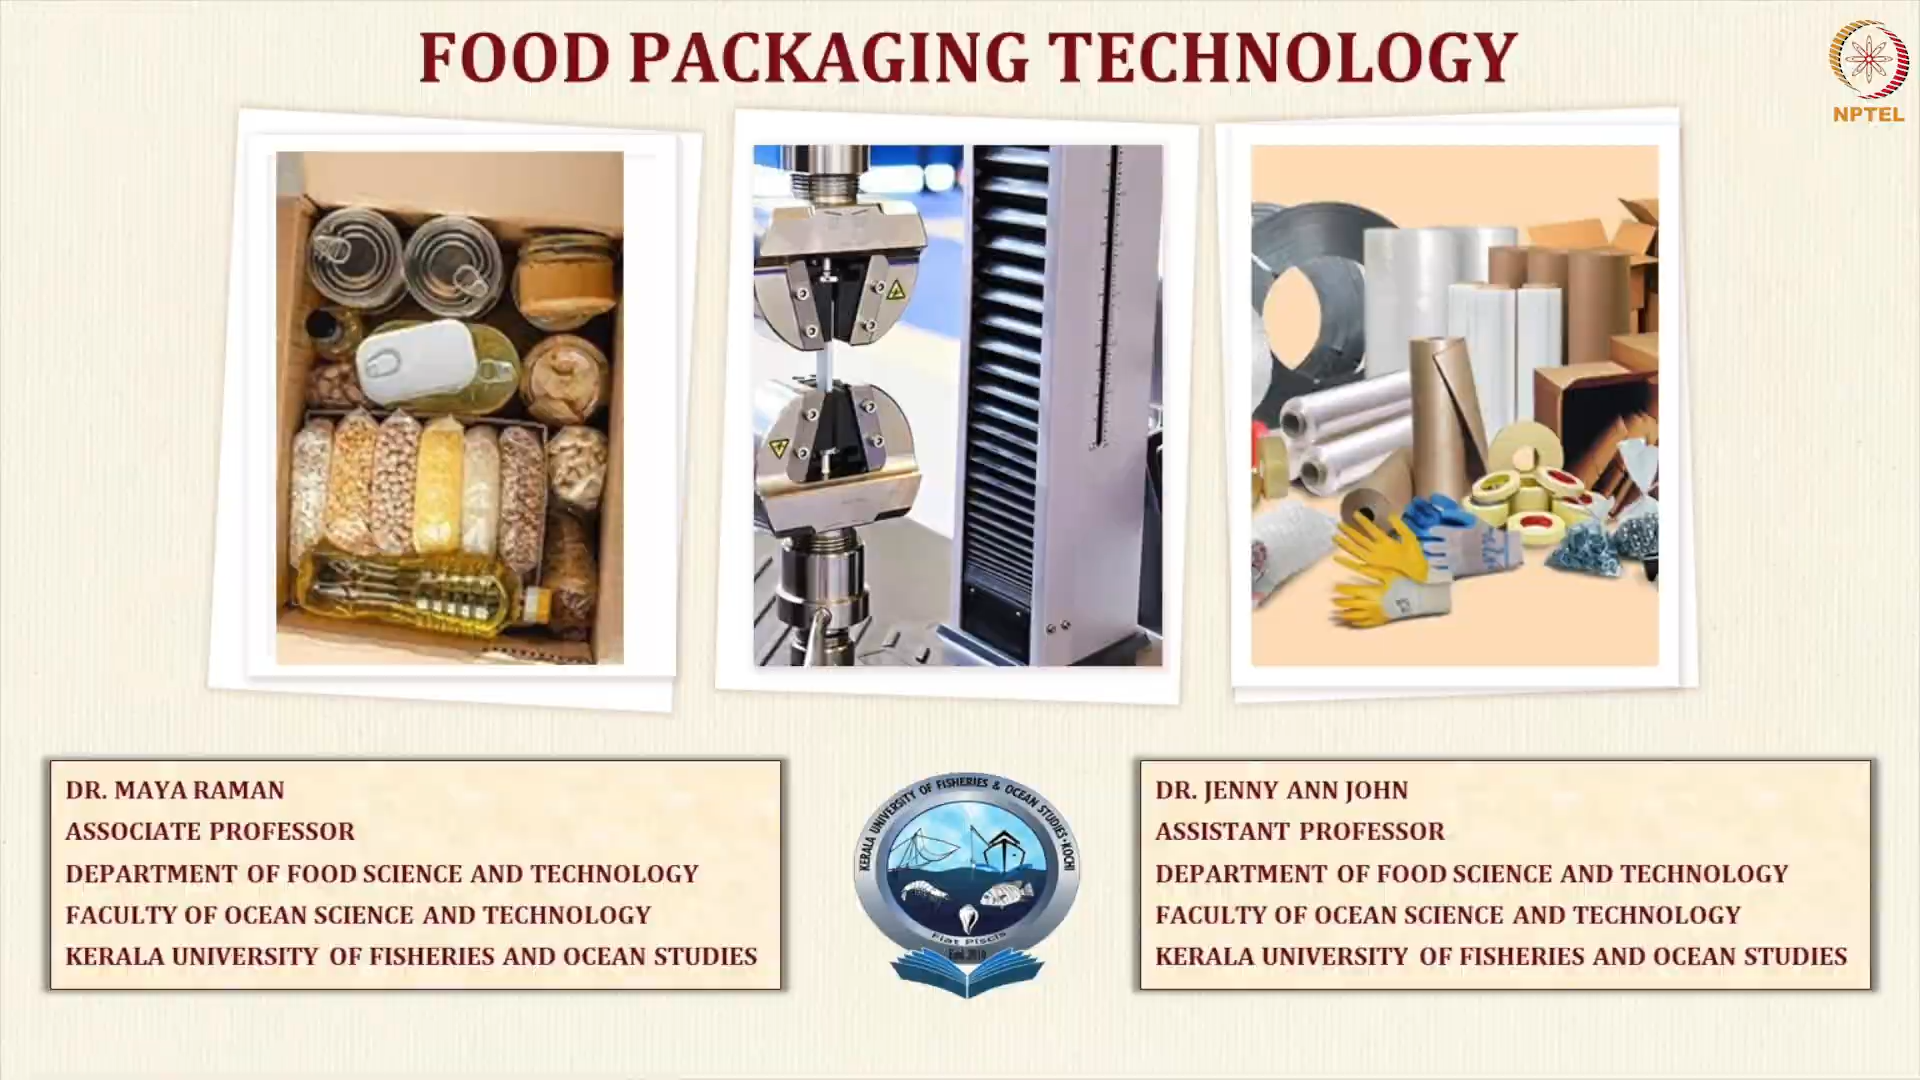 FOOD PACKAGING TECHNOLOGY
NPTEL
DR. MAYA RAMAN
ASSOCIATE PROFESSOR
DEPARTMENT OF FOOD SCIENCE AND TECHNOLOGY
FACULTY OF OCEAN SCIENCE AND TECHNOLOGY
KERALA UNIVERSITY OF FISHERIES AND OCEAN STUDIES
KERALA UNIVERSITY OF FISHERIES & OCEAN STUDIES • KOCHI
Fiat Piscis
DR. JENNY ANN JOHN
ASSISTANT PROFESSOR
DEPARTMENT OF FOOD SCIENCE AND TECHNOLOGY
FACULTY OF OCEAN SCIENCE AND TECHNOLOGY
KERALA UNIVERSITY OF FISHERIES AND OCEAN STUDIES